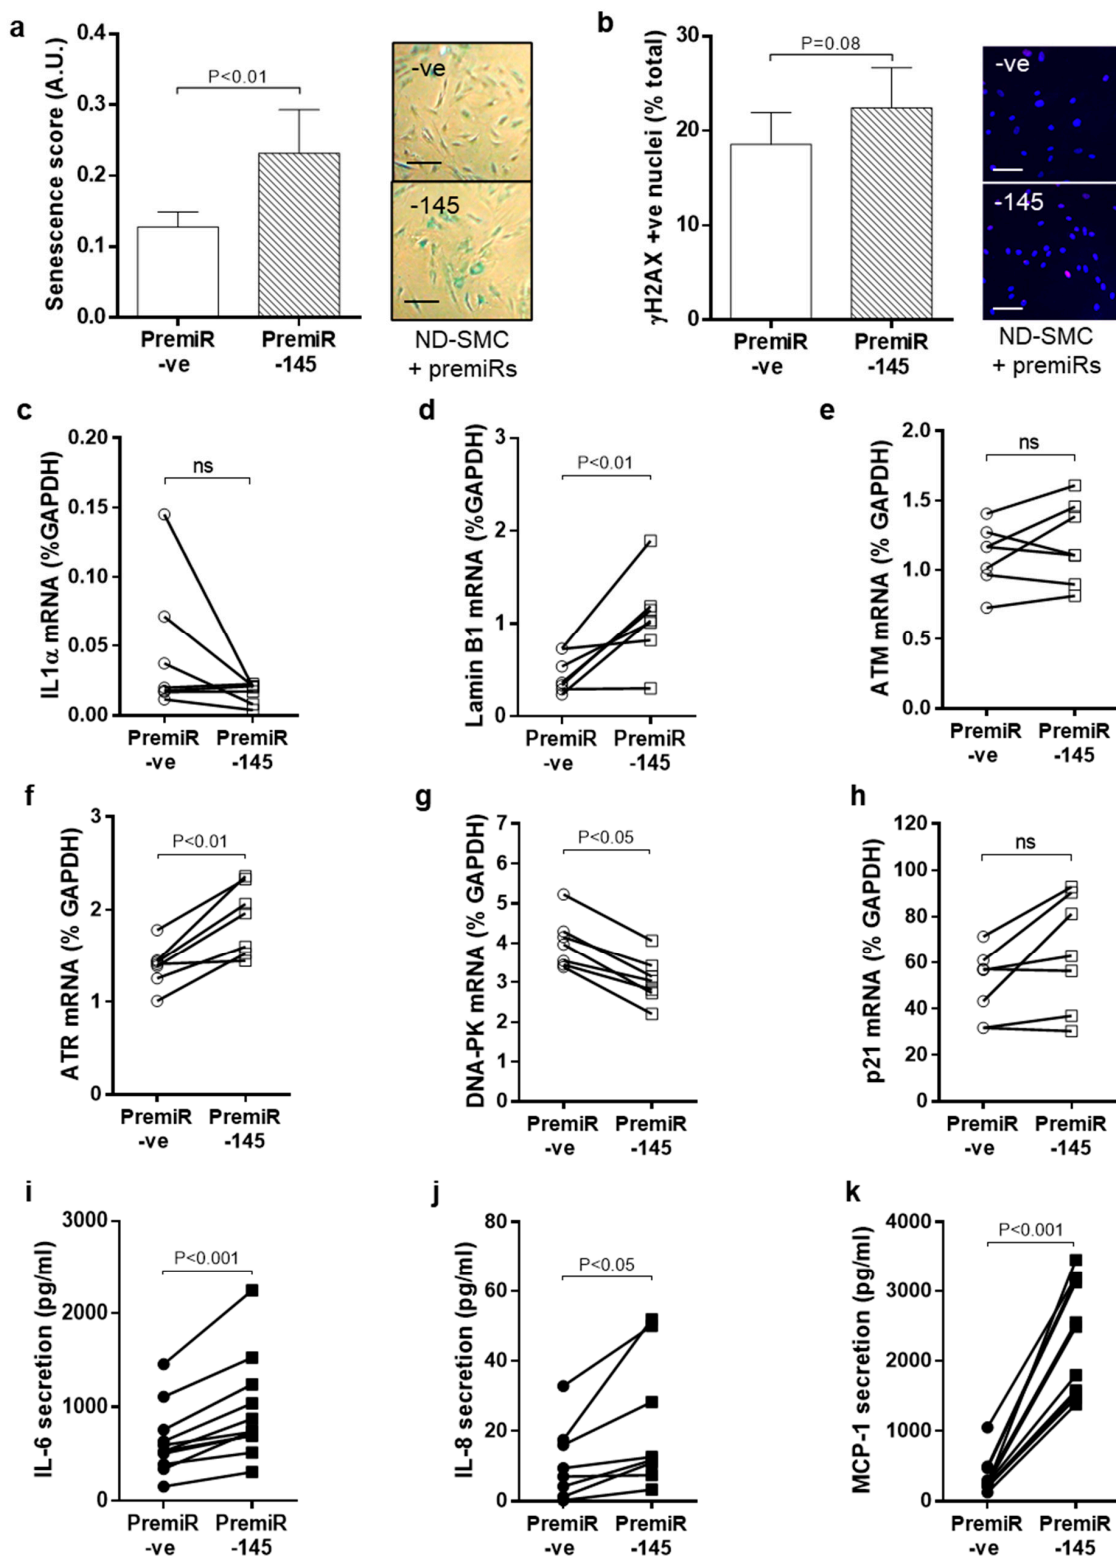 a
Senescence score (A.U.)
0.4
0.3
0.2
0.1
0.0
P<0.01
PremiR
-ve
PremiR
-145
-ve
-145
ND-SMC
+ premiRs
b
γH2AX +ve nuclei (% total)
30
20
10
0
P=0.08
PremiR
-ve
PremiR
-145
-ve
-145
ND-SMC
+ premiRs
c
IL1α mRNA (%GAPDH)
0.20
0.15
0.10
0.05
0.00
ns
PremiR
-ve
PremiR
-145
d
Lamin B1 mRNA (%GAPDH)
3
2
1
0
P<0.01
PremiR
-ve
PremiR
-145
e
ATM mRNA (% GAPDH)
2.0
1.5
1.0
0.5
0.0
ns
PremiR
-ve
PremiR
-145
f
ATR mRNA (% GAPDH)
3
2
1
0
P<0.01
PremiR
-ve
PremiR
-145
g
DNA-PK mRNA (% GAPDH)
7
6
5
4
3
2
1
0
P<0.05
PremiR
-ve
PremiR
-145
h
p21 mRNA (% GAPDH)
120
100
80
60
40
20
0
ns
PremiR
-ve
PremiR
-145
i
IL-6 secretion (pg/ml)
3000
2000
1000
0
P<0.001
PremiR
-ve
PremiR
-145
j
IL-8 secretion (pg/ml)
80
60
40
20
0
P<0.05
PremiR
-ve
PremiR
-145
k
MCP-1 secretion (pg/ml)
4000
3000
2000
1000
0
P<0.001
PremiR
-ve
PremiR
-145